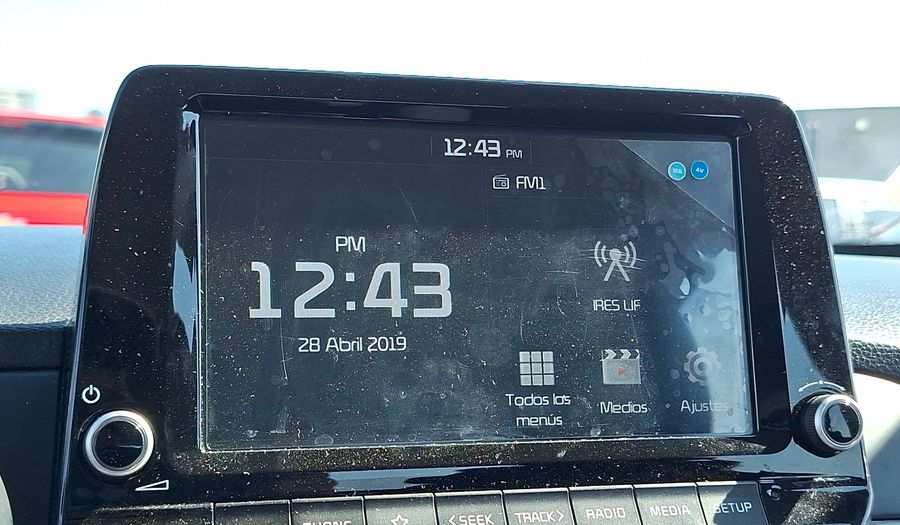 12:43 PM
FM1
PM
12:43
28 Abril 2019
IRES LIF
Todos los
menús
Medios
Ajustes
PHONE
<SEEK
TRACK>
RADIO
MEDIA
SETUP